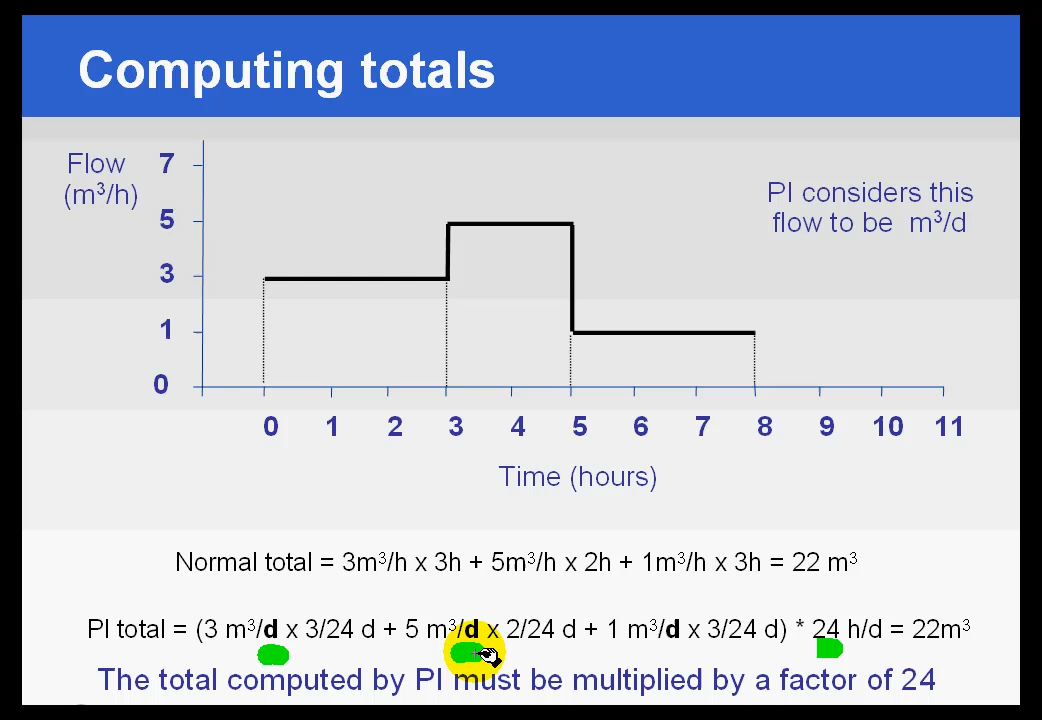 Computing totals
Flow
(m³/h)
7
5
3
1
0
PI considers this
flow to be m³/d
0 1 2 3 4 5 6 7 8 9 10 11
Time (hours)
Normal total = 3m³/h x 3h + 5m³/h x 2h + 1m³/h x 3h = 22 m³
PI total = (3 m³/d x 3/24 d + 5 m³/d x 2/24 d + 1 m³/d x 3/24 d) * 24 h/d = 22m³
The total computed by PI must be multiplied by a factor of 24